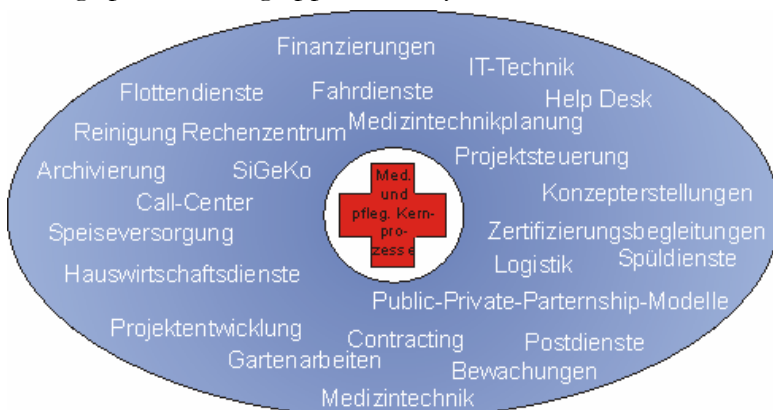 Finanzierungen
IT-Technik
Flottendienste
Fahrdienste
Help Desk
Reinigung Rechenzentrum
Medizintechnikplanung
Archivierung
SiGeKo
Projektsteuerung
Med.
und
pfleg. Kern-
pro-
zesse
Call-Center
Konzepterstellungen
Speiseversorgung
Zertifizierungsbegleitungen
Logistik
Spüldienste
Hauswirtschaftsdienste
Public-Private-Parternship-Modelle
Projektentwicklung
Contracting
Postdienste
Gartenarbeiten
Bewachungen
Medizintechnik